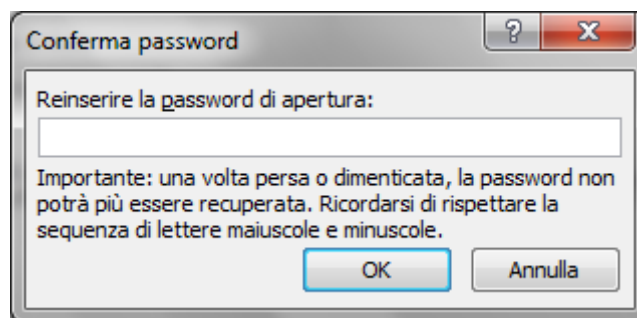 Conferma password
Reinserire la password di apertura:
Importante: una volta persa o dimenticata, la password non
potrà più essere recuperata. Ricordarsi di rispettare la
sequenza di lettere maiuscole e minuscole.
OK
Annulla